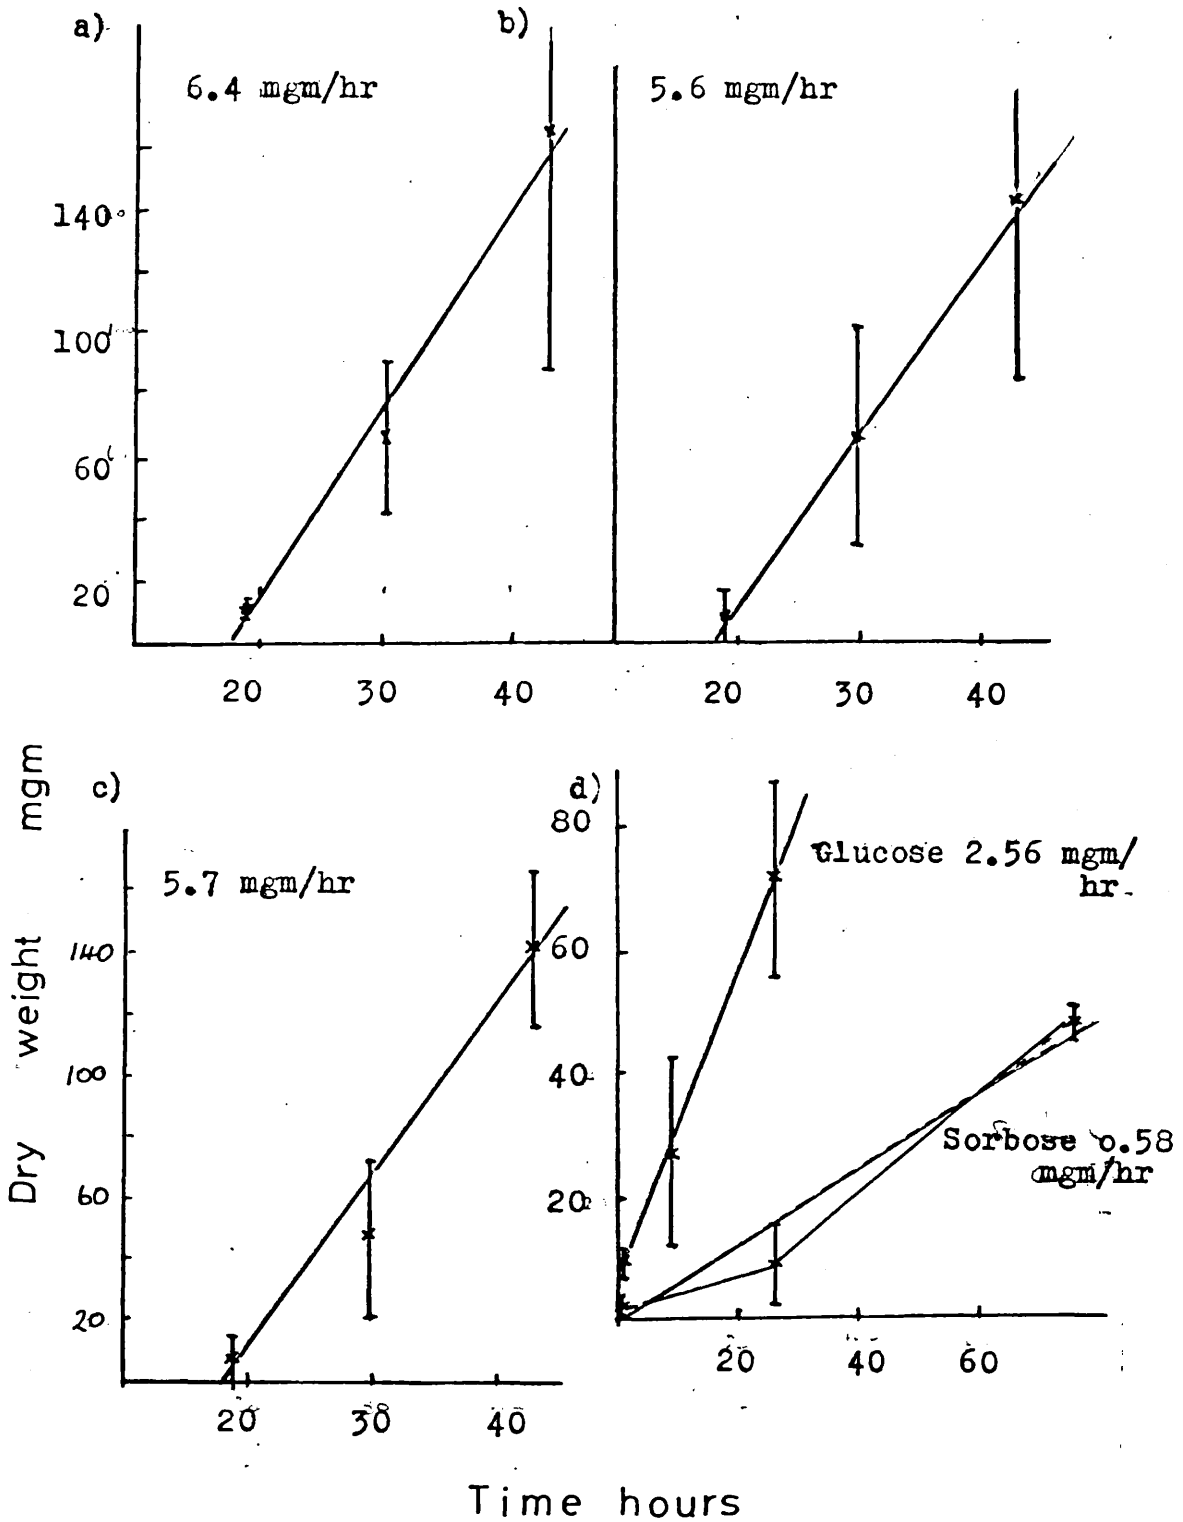 a)
6.4 mgm/hr
140
100
60
20
20 30 40
b)
5.6 mgm/hr
20 30 40
Dry weight mgm
c)
5.7 mgm/hr
140
100
60
20
20 30 40
d)
80
60
40
20
Glucose 2.56 mgm/
hr
Sorbose 0.58
mgm/hr
20 40 60
Time hours